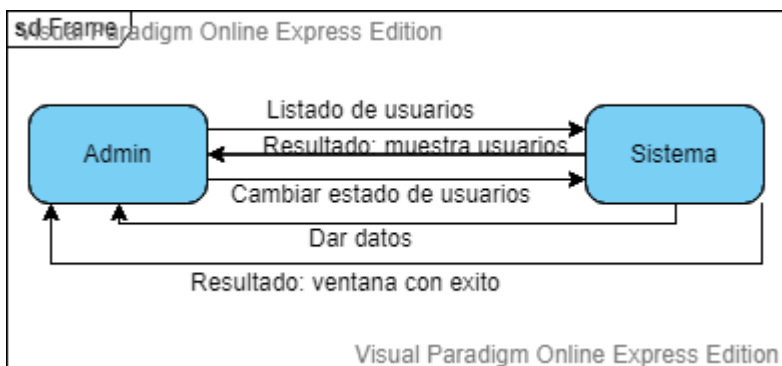 sd Frame
Visual Paradigm Online Express Edition
Listado de usuarios
Admin
Resultado: muestra usuarios
Sistema
Cambiar estado de usuarios
Dar datos
Resultado: ventana con exito
Visual Paradigm Online Express Edition